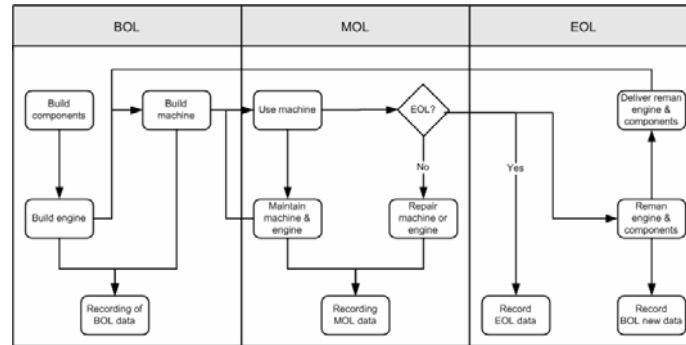 BOL
MOL
EOL
Build
components
Build
machine
Use machine
EOL?
Deliver reman
engine &
components
No
Yes
Build engine
Maintain
machine &
engine
Repair
machine or
engine
Reman
engine &
components
Recording of
BOL data
Recording
MOL data
Record
EOL data
Record
BOL new data